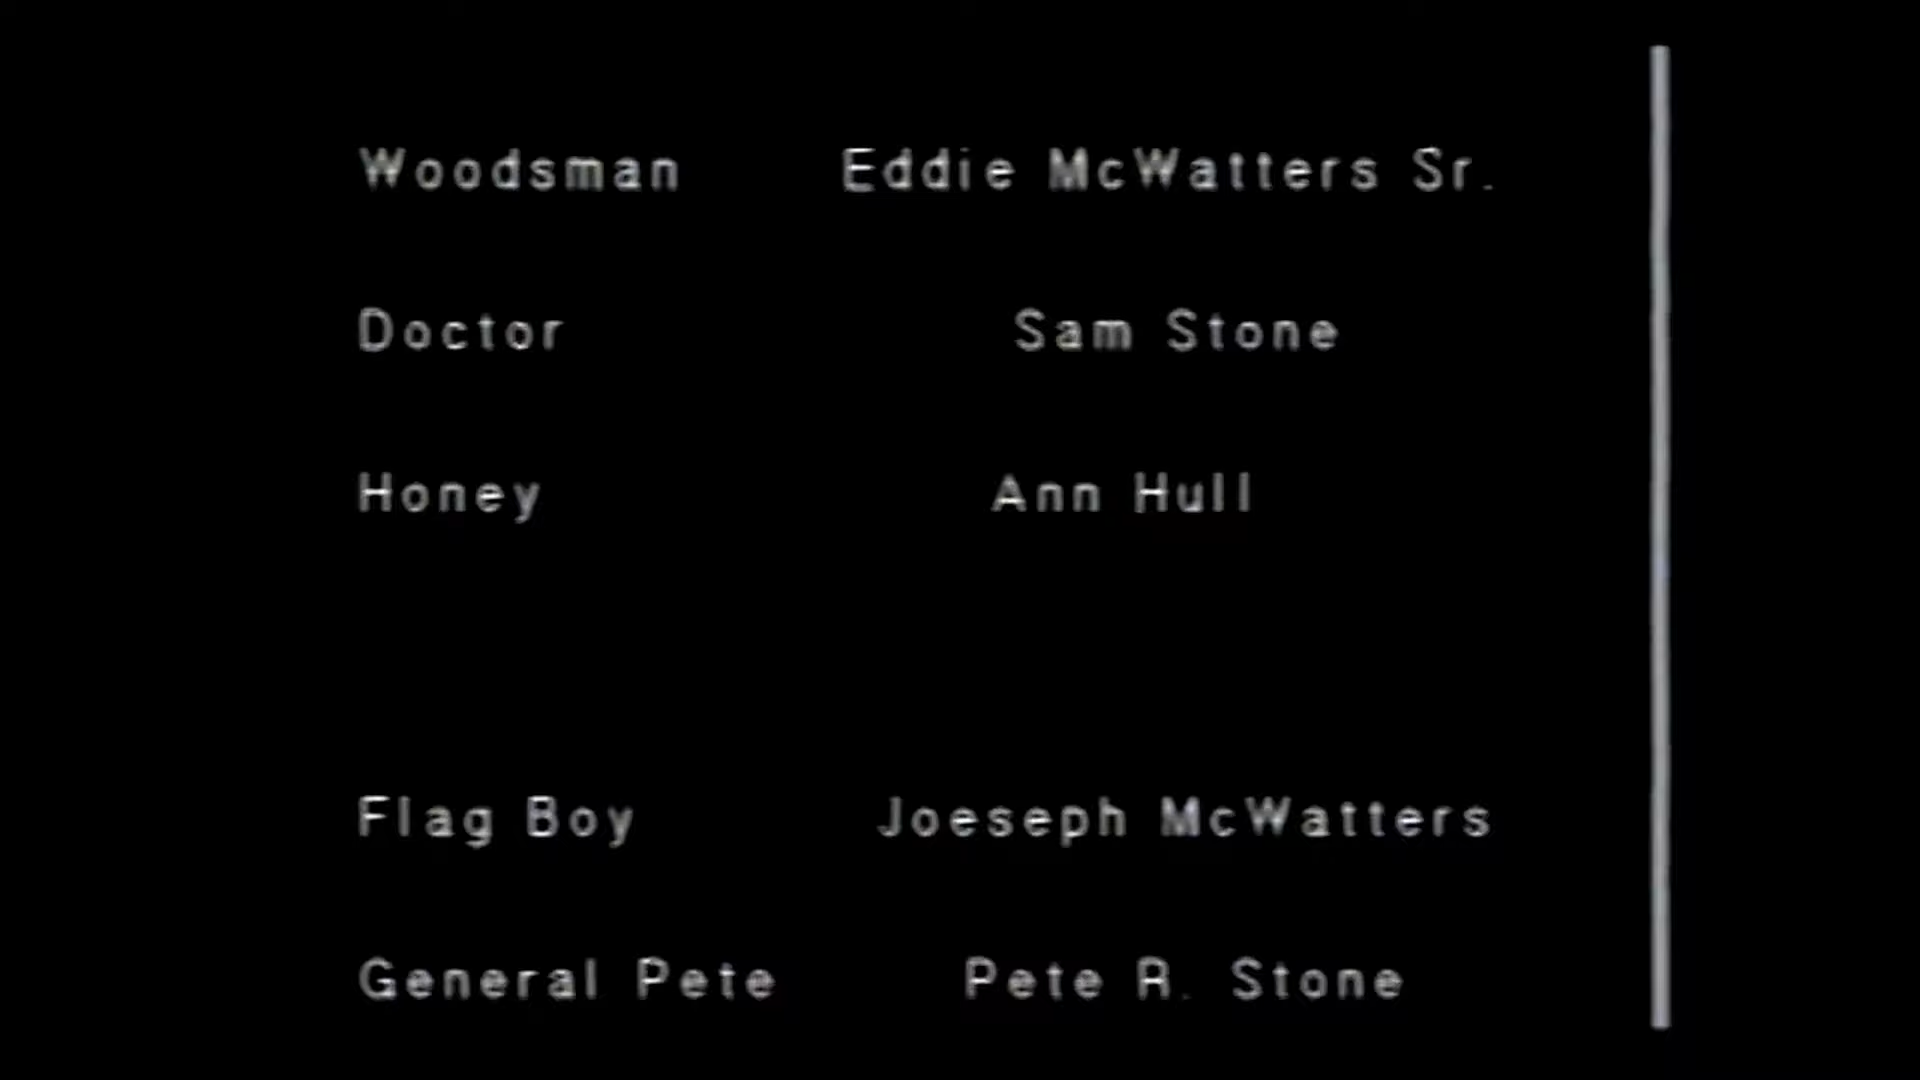 Woodsman Eddie McWatters Sr.
Doctor Sam Stone
Honey Ann Hull
Flag Boy Joeseph McWatters
General Pete Pete R. Stone